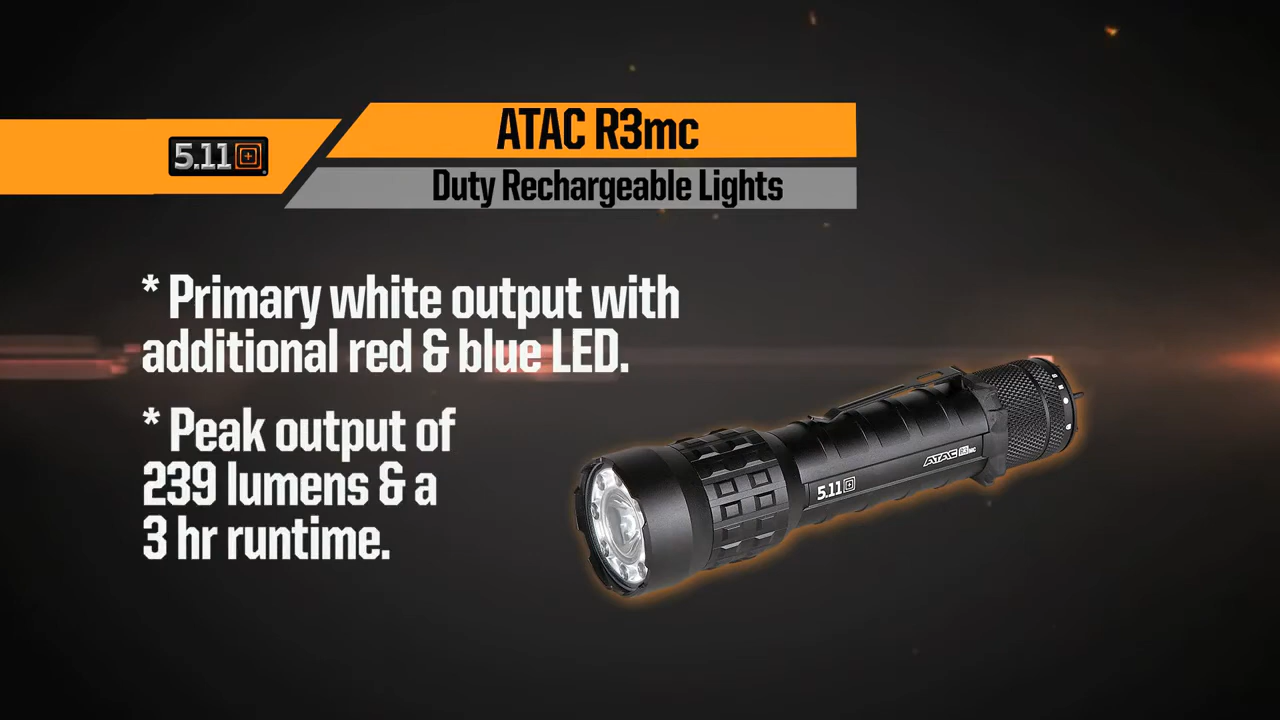 5.11
ATAC R3mc
Duty Rechargeable Lights
* Primary white output with
additional red & blue LED.
* Peak output of
239 lumens & a
3 hr runtime.
5.11
ATAC R3MC